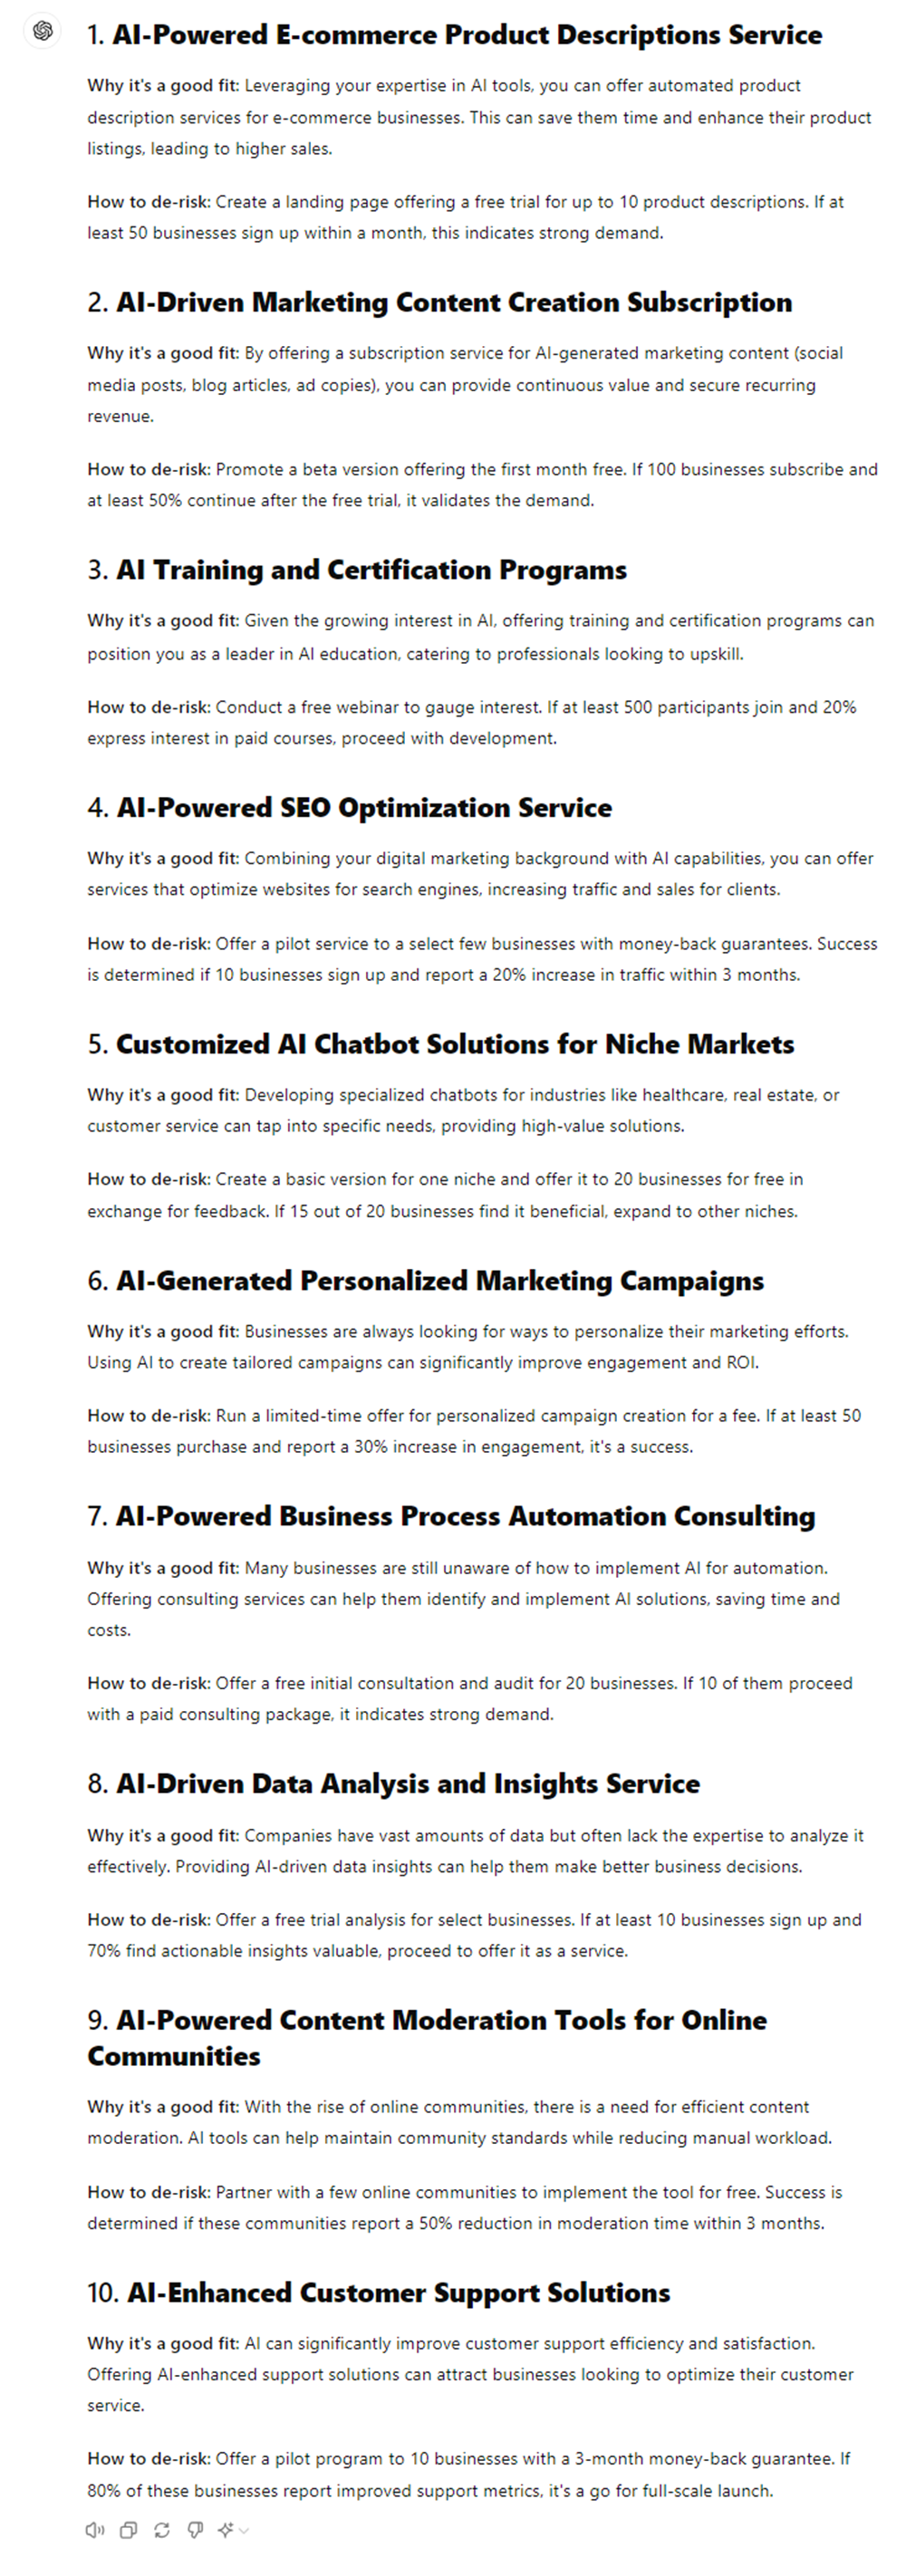 1. AI-Powered E-commerce Product Descriptions Service
Why it's a good fit: Leveraging your expertise in AI tools, you can offer automated product
description services for e-commerce businesses. This can save them time and enhance their product
listings, leading to higher sales.
How to de-risk: Create a landing page offering a free trial for up to 10 product descriptions. If at
least 50 businesses sign up within a month, this indicates strong demand.
2. AI-Driven Marketing Content Creation Subscription
Why it's a good fit: By offering a subscription service for AI-generated marketing content (social
media posts, blog articles, ad copies), you can provide continuous value and secure recurring
revenue.
How to de-risk: Promote a beta version offering the first month free. If 100 businesses subscribe and
at least 50% continue after the free trial, it validates the demand.
3. AI Training and Certification Programs
Why it's a good fit: Given the growing interest in AI, offering training and certification programs can
position you as a leader in AI education, catering to professionals looking to upskill.
How to de-risk: Conduct a free webinar to gauge interest. If at least 500 participants join and 20%
express interest in paid courses, proceed with development.
4. AI-Powered SEO Optimization Service
Why it's a good fit: Combining your digital marketing background with AI capabilities, you can offer
services that optimize websites for search engines, increasing traffic and sales for clients.
How to de-risk: Offer a pilot service to a select few businesses with money-back guarantees. Success
is determined if 10 businesses sign up and report a 20% increase in traffic within 3 months.
5. Customized AI Chatbot Solutions for Niche Markets
Why it's a good fit: Developing specialized chatbots for industries like healthcare, real estate, or
customer service can tap into specific needs, providing high-value solutions.
How to de-risk: Create a basic version for one niche and offer it to 20 businesses for free in
exchange for feedback. If 15 out of 20 businesses find it beneficial, expand to other niches.
6. AI-Generated Personalized Marketing Campaigns
Why it's a good fit: Businesses are always looking for ways to personalize their marketing efforts.
Using AI to create tailored campaigns can significantly improve engagement and ROI.
How to de-risk: Run a limited-time offer for personalized campaign creation for a fee. If at least 50
businesses purchase and report a 30% increase in engagement, it's a success.
7. AI-Powered Business Process Automation Consulting
Why it's a good fit: Many businesses are still unaware of how to implement AI for automation.
Offering consulting services can help them identify and implement AI solutions, saving time and
costs.
How to de-risk: Offer a free initial consultation and audit for 20 businesses. If 10 of them proceed
with a paid consulting package, it indicates strong demand.
8. AI-Driven Data Analysis and Insights Service
Why it's a good fit: Companies have vast amounts of data but often lack the expertise to analyze it
effectively. Providing AI-driven data insights can help them make better business decisions.
How to de-risk: Offer a free trial analysis for select businesses. If at least 10 businesses sign up and
70% find actionable insights valuable, proceed to offer it as a service.
9. AI-Powered Content Moderation Tools for Online
Communities
Why it's a good fit: With the rise of online communities, there is a need for efficient content
moderation. AI tools can help maintain community standards while reducing manual workload.
How to de-risk: Partner with a few online communities to implement the tool for free. Success is
determined if these communities report a 50% reduction in moderation time within 3 months.
10. AI-Enhanced Customer Support Solutions
Why it's a good fit: AI can significantly improve customer support efficiency and satisfaction.
Offering AI-enhanced support solutions can attract businesses looking to optimize their customer
service.
How to de-risk: Offer a pilot program to 10 businesses with a 3-month money-back guarantee. If
80% of these businesses report improved support metrics, it's a go for full-scale launch.